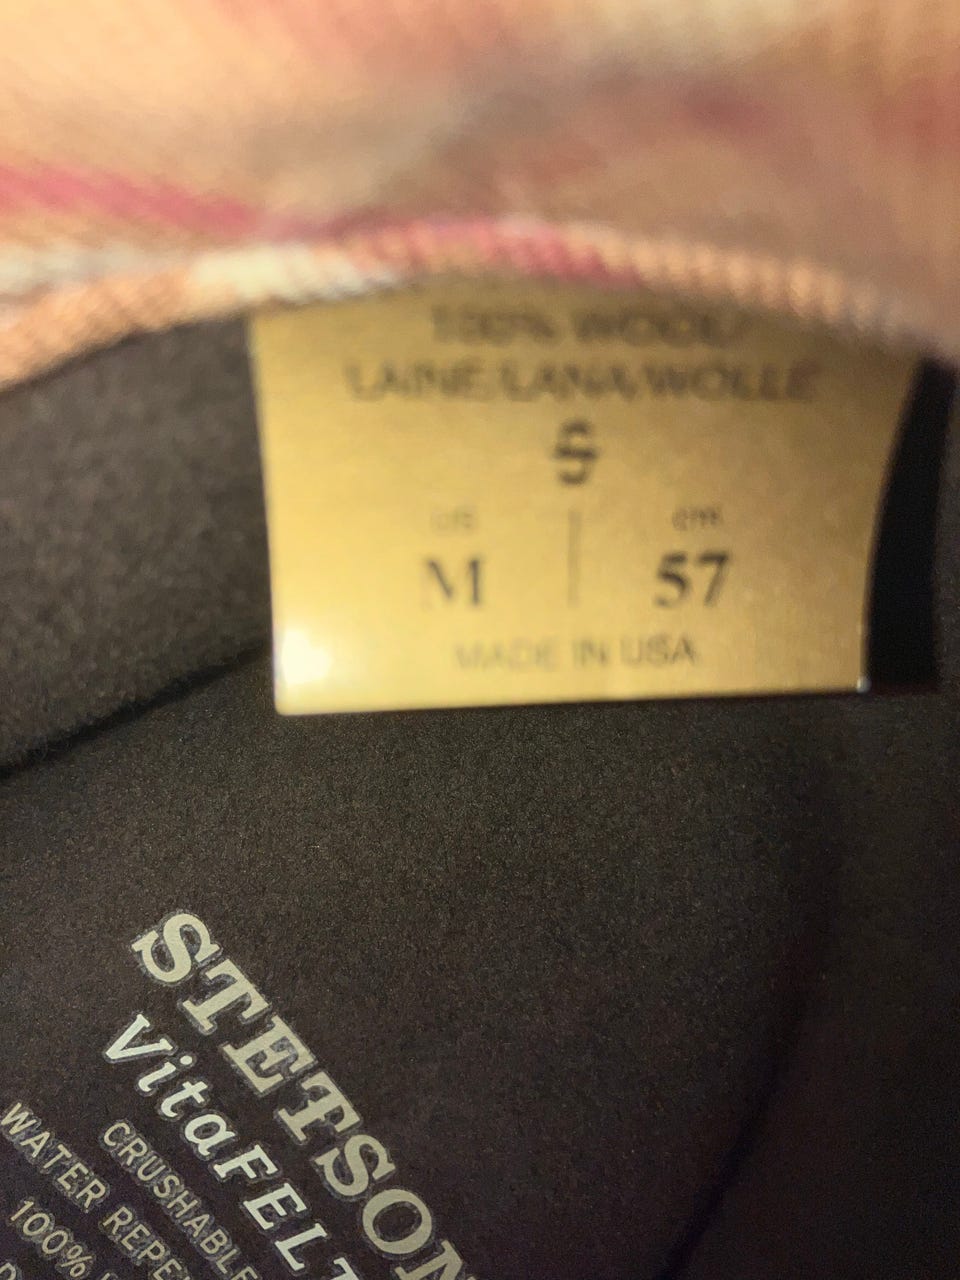 100% WOOL/
LAINE/LANA/WOLLE
S
US
CM
M
57
MADE IN USA
STETSON
VitaFELT
CRUSHABLE
WATER
100%